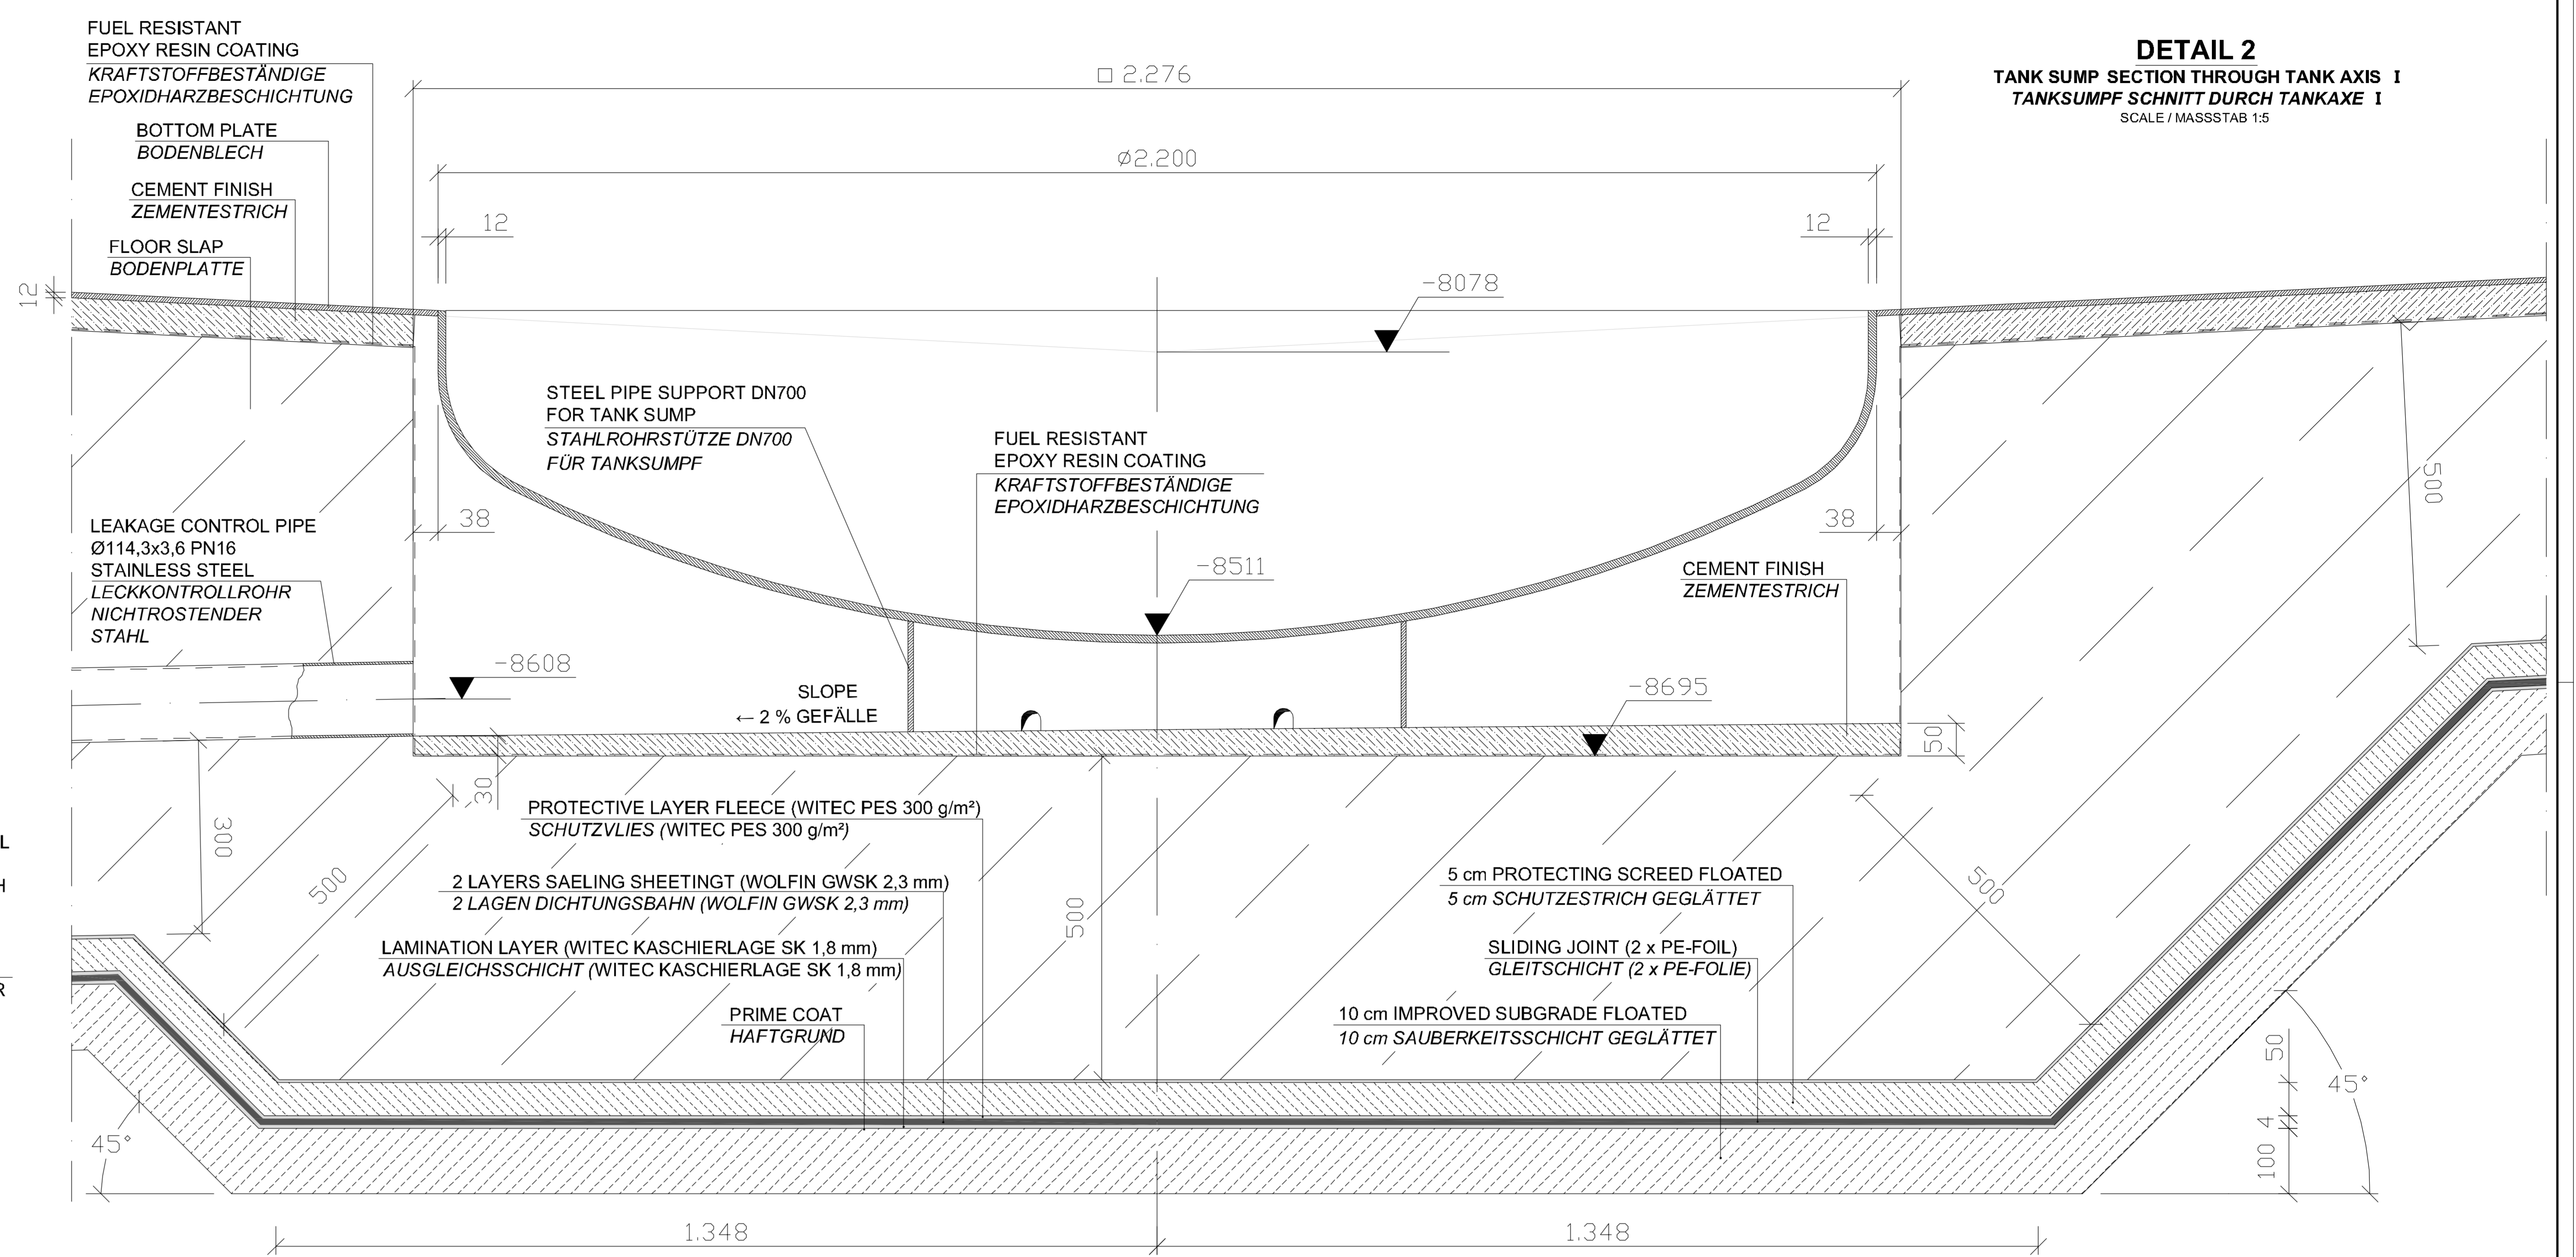 DETAIL 2
TANK SUMP SECTION THROUGH TANK AXIS I
TANKSUMPF SCHNITT DURCH TANKAXE I
SCALE / MASSSTAB 1:5
FUEL RESISTANT
EPOXY RESIN COATING
KRAFTSTOFFBESTÄNDIGE
EPOXIDHARZBESCHICHTUNG
BOTTOM PLATE
BODENBLECH
CEMENT FINISH
ZEMENTESTRICH
FLOOR SLAP
BODENPLATTE
12
□ 2.276
⌀2.200
12
12
-8078
STEEL PIPE SUPPORT DN700
FOR TANK SUMP
STAHLROHRSTÜTZE DN700
FÜR TANKSUMPF
FUEL RESISTANT
EPOXY RESIN COATING
KRAFTSTOFFBESTÄNDIGE
EPOXIDHARZBESCHICHTUNG
500
38
38
LEAKAGE CONTROL PIPE
Ø114,3x3,6 PN16
STAINLESS STEEL
LECKKONTROLLROHR
NICHTROSTENDER
STAHL
-8511
CEMENT FINISH
ZEMENTESTRICH
-8608
SLOPE
← 2 % GEFÄLLE
-8695
50
30
300
500
PROTECTIVE LAYER FLEECE (WITEC PES 300 g/m²)
SCHUTZVLIES (WITEC PES 300 g/m²)
2 LAYERS SAELING SHEETINGT (WOLFIN GWSK 2,3 mm)
2 LAGEN DICHTUNGSBAHN (WOLFIN GWSK 2,3 mm)
LAMINATION LAYER (WITEC KASCHIERLAGE SK 1,8 mm)
AUSGLEICHSSCHICHT (WITEC KASCHIERLAGE SK 1,8 mm)
PRIME COAT
HAFTGRUND
500
5 cm PROTECTING SCREED FLOATED
5 cm SCHUTZESTRICH GEGLÄTTET
SLIDING JOINT (2 x PE-FOIL)
GLEITSCHICHT (2 x PE-FOLIE)
10 cm IMPROVED SUBGRADE FLOATED
10 cm SAUBERKEITSSCHICHT GEGLÄTTET
500
L
H
R
45°
50
4
100
45°
1.348
1.348